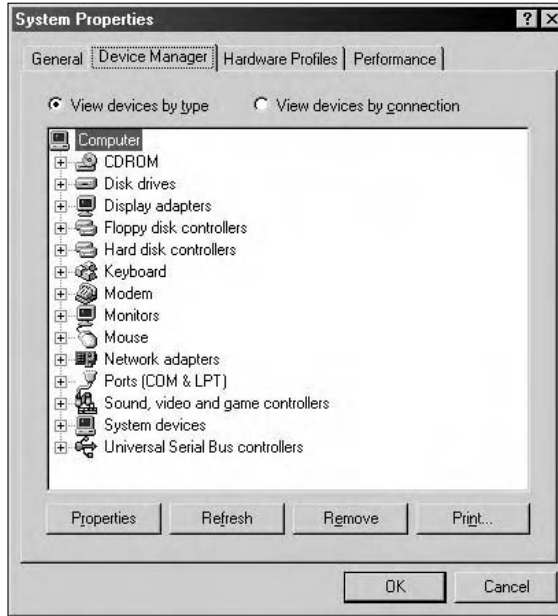 System Properties
General Device Manager Hardware Profiles Performance
View devices by type View devices by connection
Computer
CDROM
Disk drives
Display adapters
Floppy disk controllers
Hard disk controllers
Keyboard
Modem
Monitors
Mouse
Network adapters
Ports (COM & LPT)
Sound, video and game controllers
System devices
Universal Serial Bus controllers
Properties Refresh Remove Print...
OK Cancel